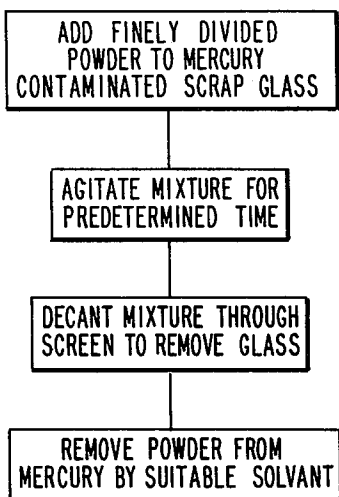 ADD FINELY DIVIDED
POWDER TO MERCURY
CONTAMINATED SCRAP GLASS
AGITATE MIXTURE FOR
PREDETERMINED TIME
DECANT MIXTURE THROUGH
SCREEN TO REMOVE GLASS
REMOVE POWDER FROM
MERCURY BY SUITABLE SOLVANT